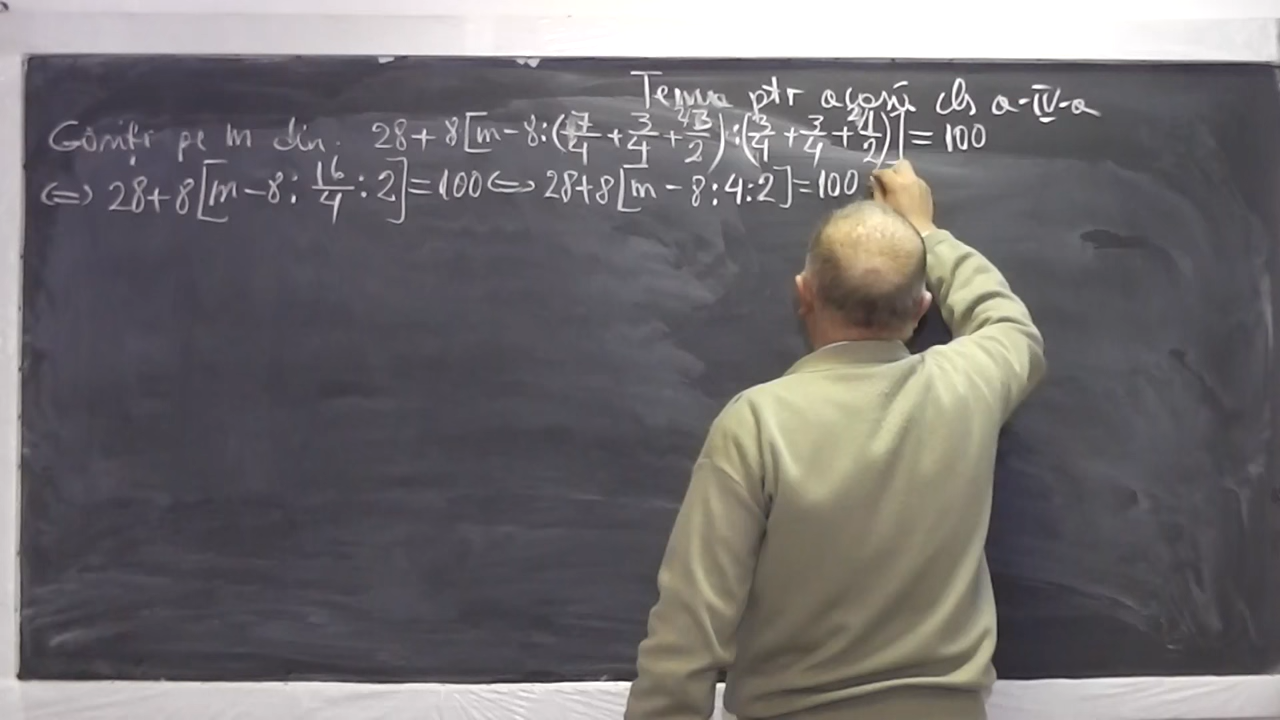 Tema ptr acasă cls a-IV-a
Găsiți pe m din. 28+8[m-8:(7/4+3/4+3/2):(3/4+3/4+1/2)]=100
⇔ 28+8[m-8:16/4:2]=100⇔ 28+8[m-8:4:2]=100